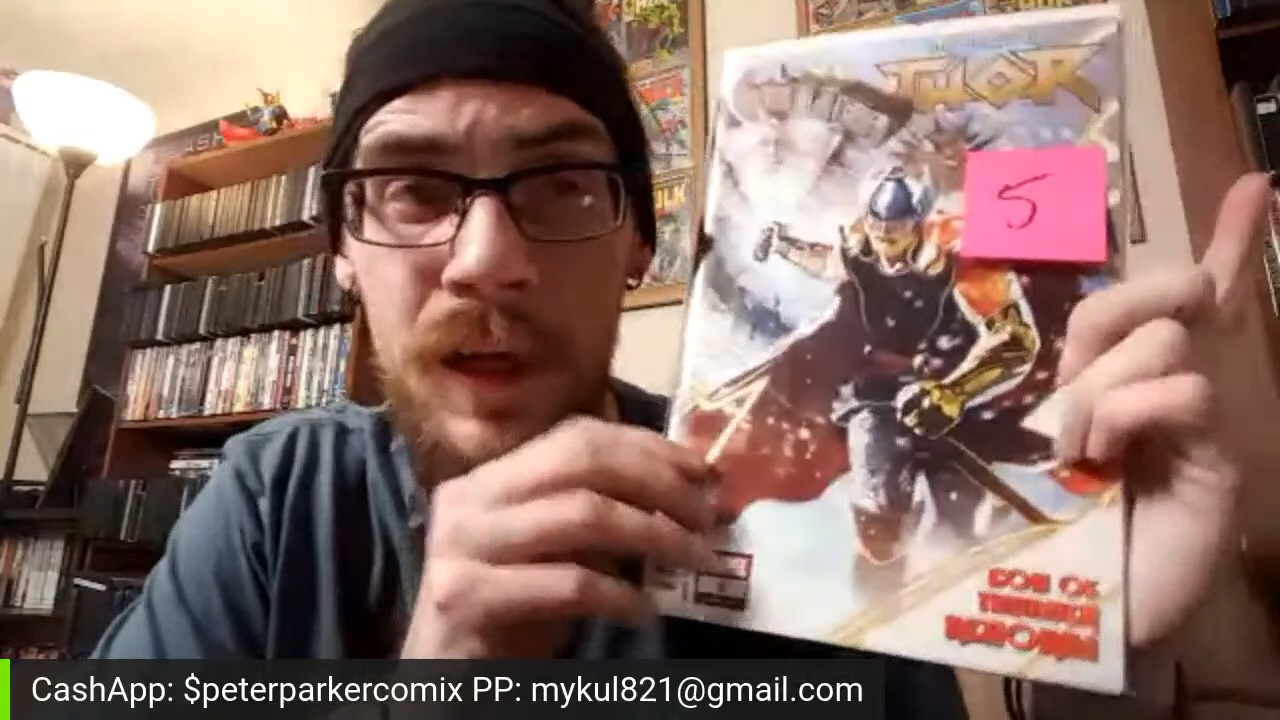 THOR
5
GOD OF
THUNDER
REBORN
CashApp: $peterparkercomix PP: mykul821@gmail.com